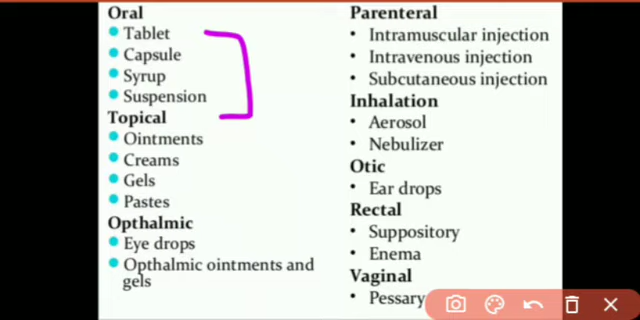 Oral
Tablet
Capsule
Syrup
Suspension
Topical
Ointments
Creams
Gels
Pastes
Opthalmic
Eye drops
Opthalmic ointments and
gels
Parenteral
Intramuscular injection
Intravenous injection
Subcutaneous injection
Inhalation
Aerosol
Nebulizer
Otic
Ear drops
Rectal
Suppository
Enema
Vaginal
Pessary